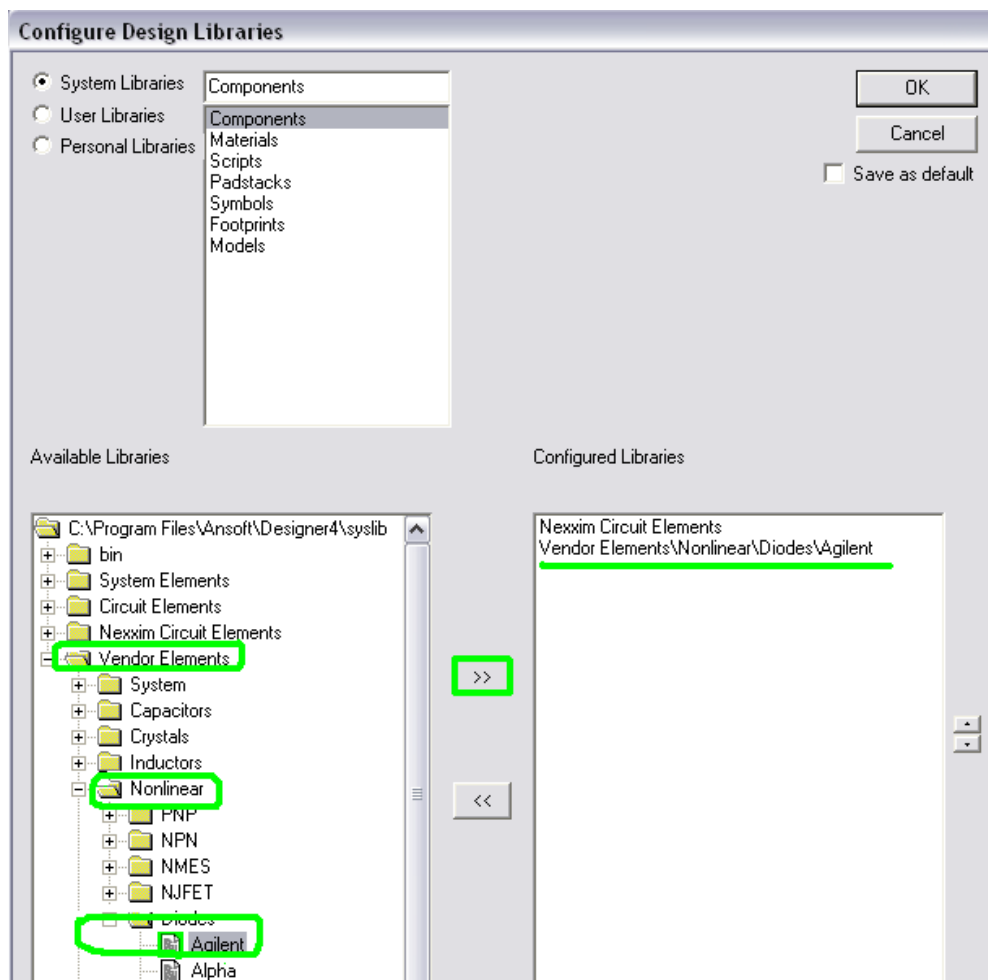 Configure Design Libraries
System Libraries
User Libraries
Personal Libraries
Components
Components
Materials
Scripts
Padstacks
Symbols
Footprints
Models
OK
Cancel
Save as default
Available Libraries
C:\Program Files\Ansoft\Designer4\syslib
bin
System Elements
Circuit Elements
Nexxim Circuit Elements
Vendor Elements
System
Capacitors
Crystals
Inductors
Nonlinear
PNP
NPN
NMES
NJFET
Diodes
Agilent
Alpha
>>
<<
Configured Libraries
Nexxim Circuit Elements
Vendor Elements\Nonlinear\Diodes\Agilent